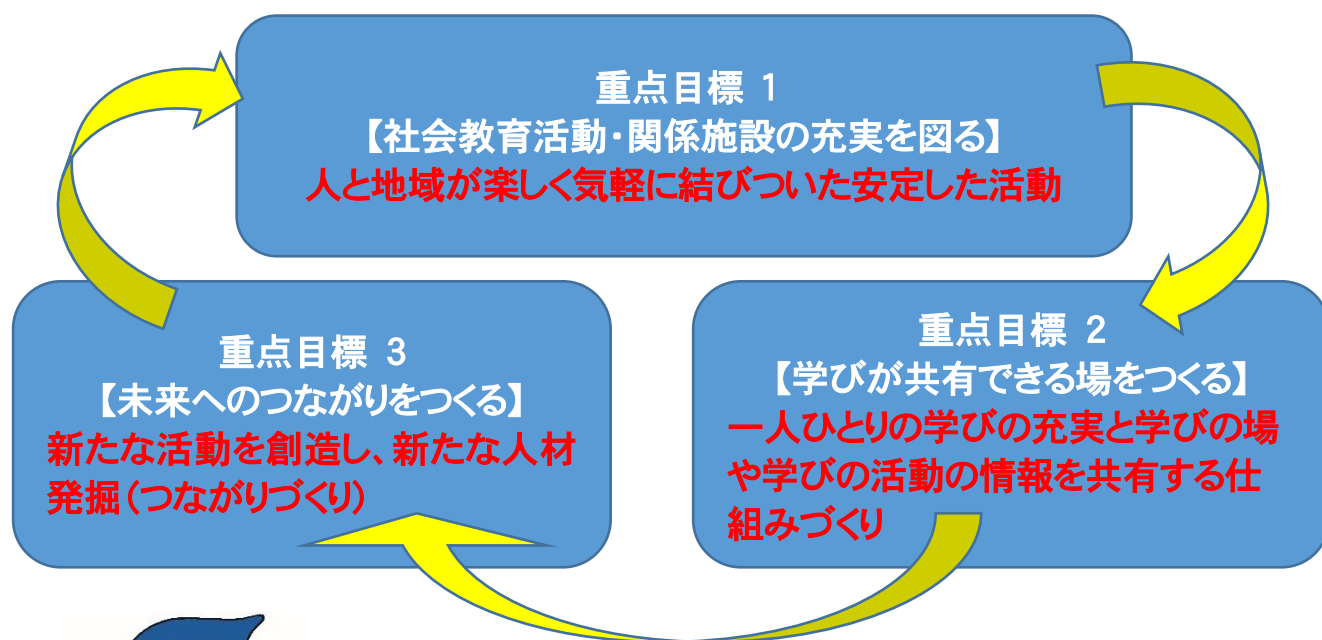 重点目標 1
【社会教育活動・関係施設の充実を図る】
人と地域が楽しく気軽に結びついた安定した活動
重点目標 2
【学びが共有できる場をつくる】
一人ひとりの学びの充実と学びの場
や学びの活動の情報を共有する仕
組みづくり
重点目標 3
【未来へのつながりをつくる】
新たな活動を創造し、新たな人材
発掘(つながりづくり)